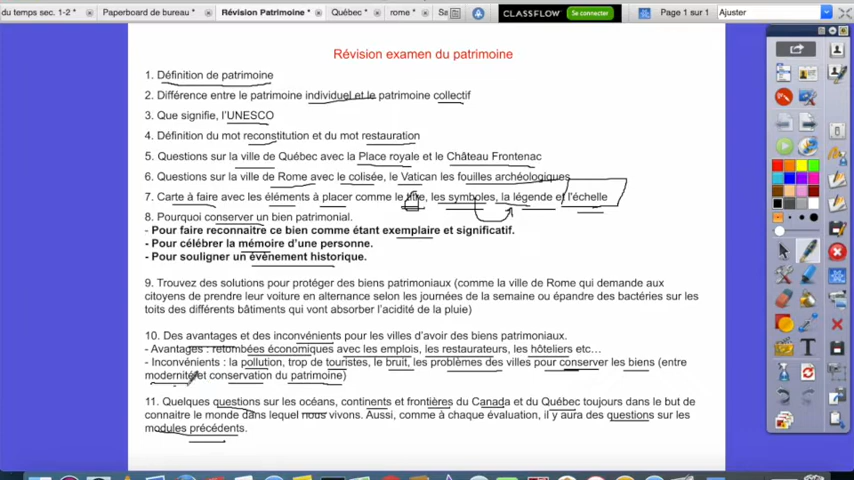 du temps sec. 1-2 *
Paperboard de bureau *
Révision Patrimoine *
Québec *
rome *
Sa
CLASSFLOW
Se connecter
Page 1 sur 1
Ajuster
Révision examen du patrimoine
1. Définition de patrimoine
2. Différence entre le patrimoine individuel et le patrimoine collectif
3. Que signifie, l'UNESCO
4. Définition du mot reconstitution et du mot restauration
5. Questions sur la ville de Québec avec la Place royale et le Château Frontenac
6. Questions sur la ville de Rome avec le colisée, le Vatican les fouilles archéologiques
7. Carte à faire avec les éléments à placer comme le titre, les symboles, la légende et l'échelle
8. Pourquoi conserver un bien patrimonial.
- Pour faire reconnaître ce bien comme étant exemplaire et significatif.
- Pour célébrer la mémoire d'une personne.
- Pour souligner un évènement historique.
9. Trouvez des solutions pour protéger des biens patrimoniaux (comme la ville de Rome qui demande aux
citoyens de prendre leur voiture en alternance selon les journées de la semaine ou épandre des bactéries sur les
toits des différents bâtiments qui vont absorber l'acidité de la pluie)
10. Des avantages et des inconvénients pour les villes d'avoir des biens patrimoniaux.
- Avantages : retombées économiques avec les emplois, les restaurateurs, les hôteliers etc...
- Inconvénients : la pollution, trop de touristes, le bruit, les problèmes des villes pour conserver les biens (entre
modernité et conservation du patrimoine)
11. Quelques questions sur les océans, continents et frontières du Canada et du Québec toujours dans le but de
connaitre le monde dans lequel nous vivons. Aussi, comme à chaque évaluation, il y aura des questions sur les
modules précédents.